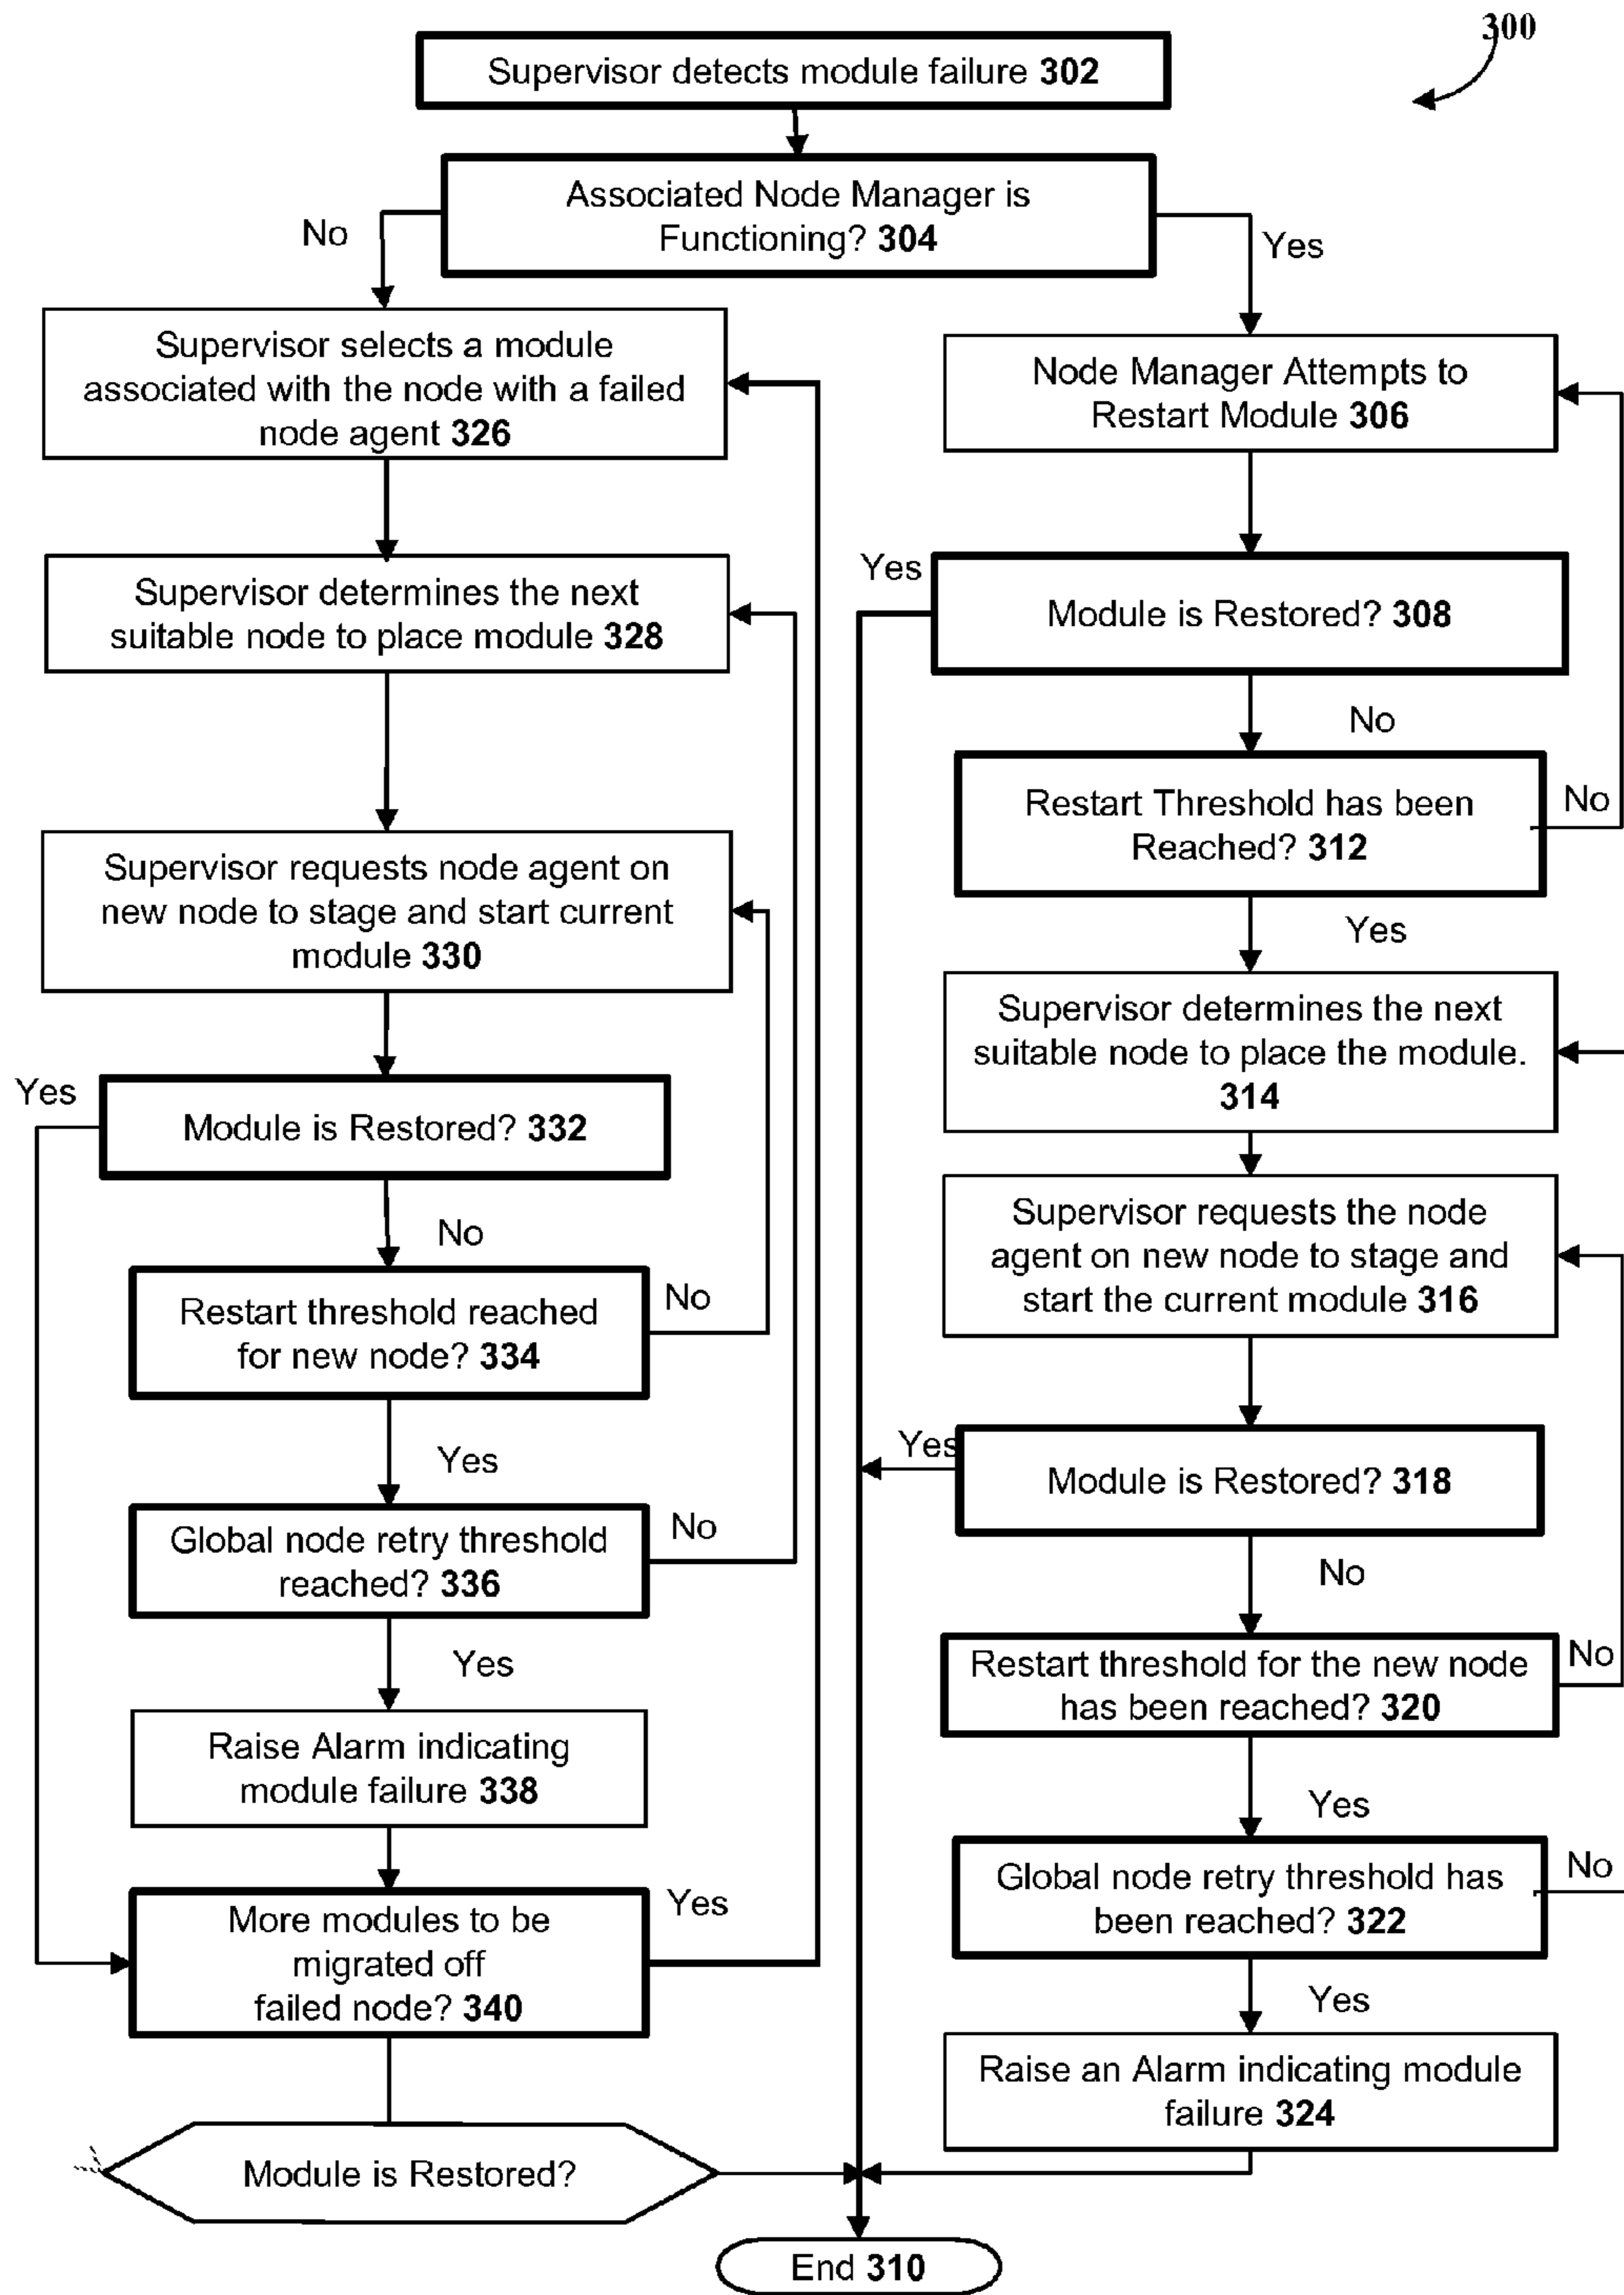 300
Supervisor detects module failure 302
Associated Node Manager is
Functioning? 304
No
Yes
Supervisor selects a module
associated with the node with a failed
node agent 326
Supervisor determines the next
suitable node to place module 328
Supervisor requests node agent on
new node to stage and start current
module 330
Yes
Module is Restored? 332
No
Restart threshold reached
for new node? 334
No
Yes
Global node retry threshold
reached? 336
No
Yes
Raise Alarm indicating
module failure 338
More modules to be
migrated off
failed node? 340
Yes
Module is Restored?
Node Manager Attempts to
Restart Module 306
Yes
Module is Restored? 308
No
Restart Threshold has been
Reached? 312
No
Yes
Supervisor determines the next
suitable node to place the module.
314
Supervisor requests the node
agent on new node to stage and
start the current module 316
Yes
Module is Restored? 318
No
Restart threshold for the new node
has been reached? 320
No
Yes
Global node retry threshold has
been reached? 322
No
Yes
Raise an Alarm indicating module
failure 324
End 310